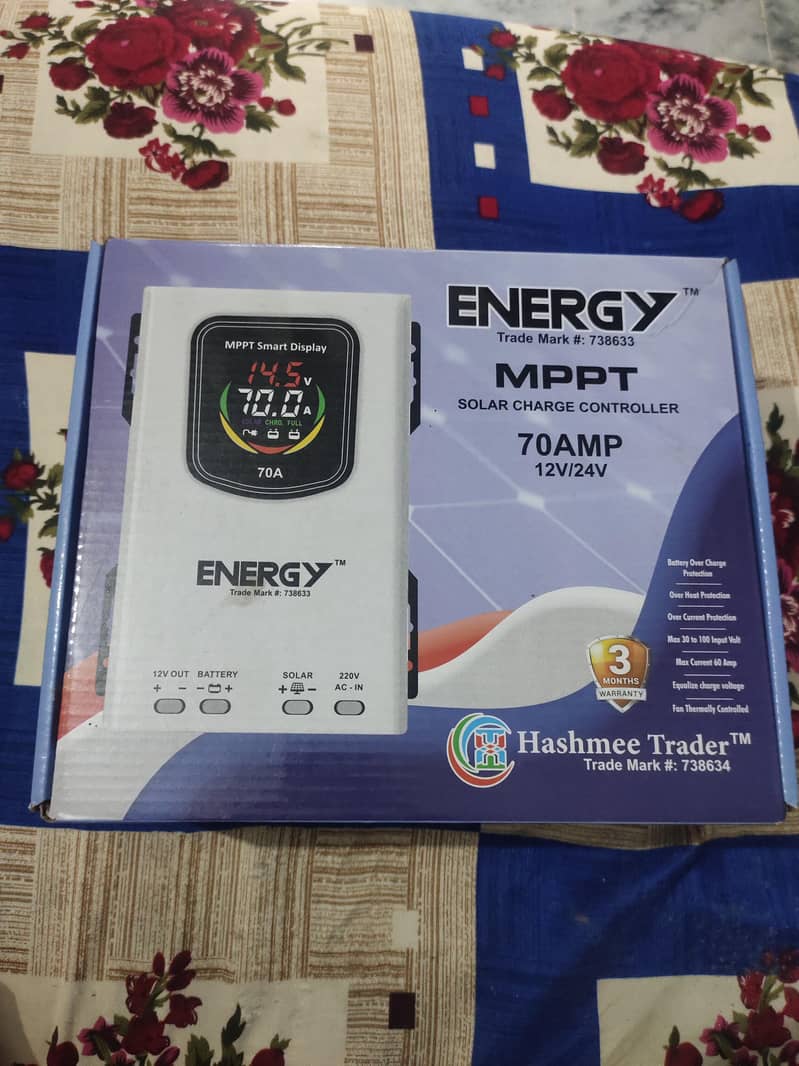 MPPT Smart Display
14.5 V
70.0 A
SOLAR CHRG. FULL
70A
ENERGY™
Trade Mark #: 738633
12V OUT BATTERY SOLAR 220V
+ - - + + - AC - IN
ENERGY™
Trade Mark #: 738633
MPPT
SOLAR CHARGE CONTROLLER
70AMP
12V/24V
Battery Over Charge
Protection
Over Heat Protection
Over Current Protection
Max 30 to 100 Input Volt
Max Current 60 Amp
Equalize charge voltage
Fan Thermally Controlled
3
MONTHS
WARRANTY
Hashmee Trader™
Trade Mark #: 738634